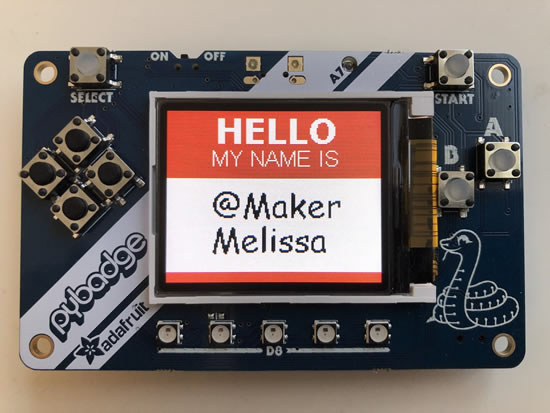 ON OFF
SELECT
A7
START
A
B
HELLO
MY NAME IS
@Maker
Melissa
pybadge
adafruit
D8